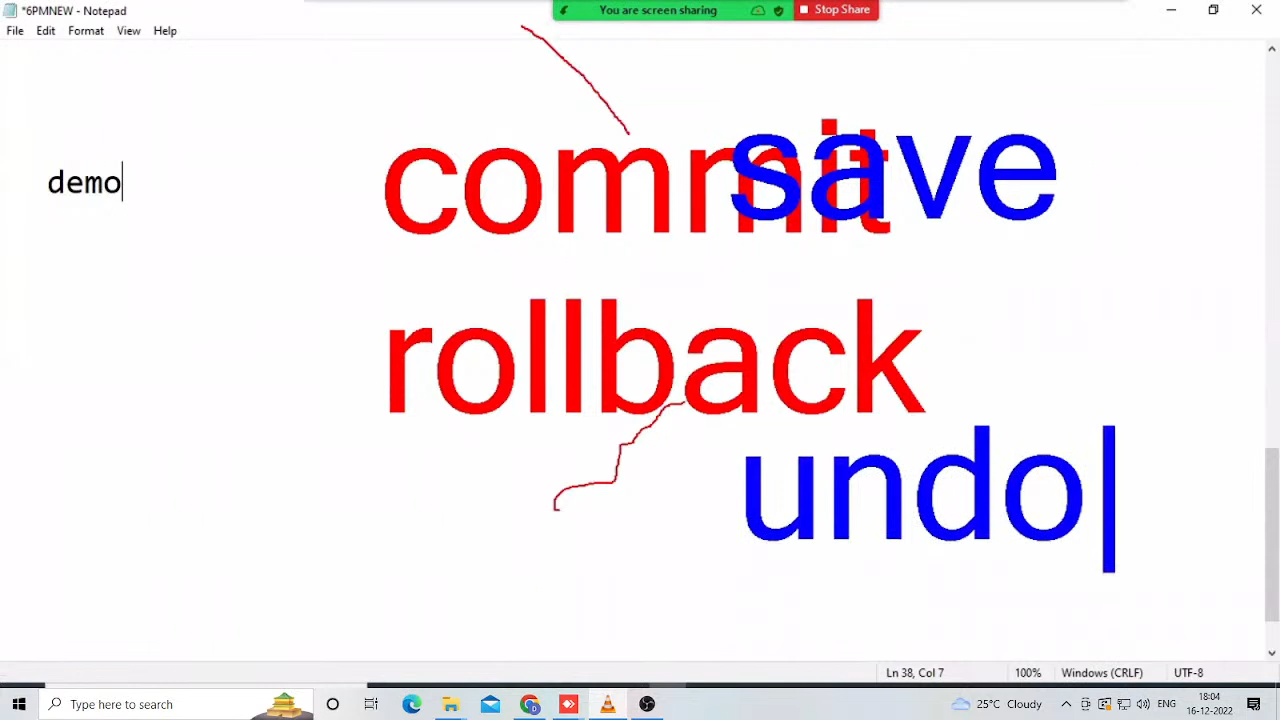 *6PMNEW - Notepad
You are screen sharing
Stop Share
File Edit Format View Help
save
commit
demo
rollback
undo
Ln 38, Col 7 100% Windows (CRLF) UTF-8
Type here to search
25°C Cloudy
ENG
18:04
16-12-2022